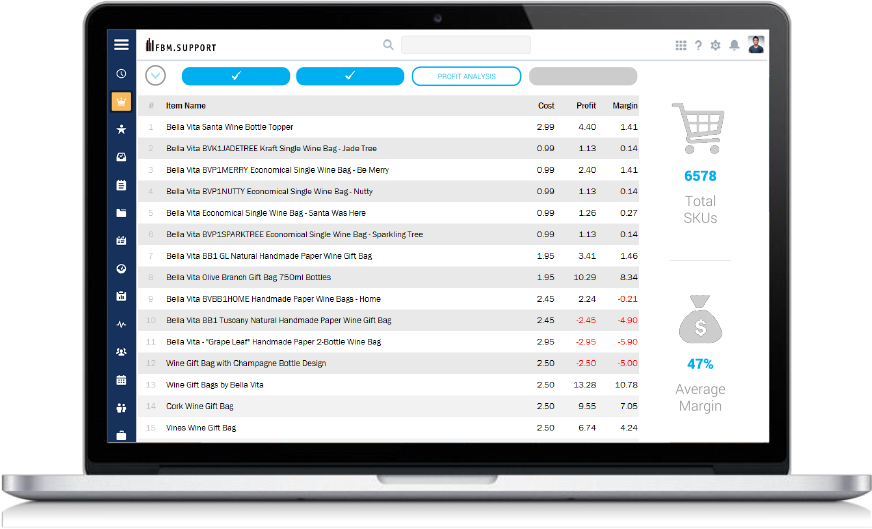 FBM.SUPPORT
?
PROFIT ANALYSIS
# Item Name Cost Profit Margin
1 Bella Vita Santa Wine Bottle Topper 2.99 4.40 1.41
2 Bella Vita BVK1JADETREE Kraft Single Wine Bag - Jade Tree 0.99 1.13 0.14
3 Bella Vita BVP1MERRY Economical Single Wine Bag - Be Merry 0.99 2.40 1.41
4 Bella Vita BVP1NUTTY Economical Single Wine Bag - Nutty 0.99 1.13 0.14
5 Bella Vita Economical Single Wine Bag - Santa Was Here 0.99 1.26 0.27
6 Bella Vita BVP1SPARKTREE Economical Single Wine Bag - Sparkling Tree 0.99 1.13 0.14
7 Bella Vita BB1 GL Natural Handmade Paper Wine Gift Bag 1.95 3.41 1.46
8 Bella Vita Olive Branch Gift Bag 750ml Bottles 1.95 10.29 8.34
9 Bella Vita BVBB1HOME Handmade Paper Wine Bags - Home 2.45 2.24 -0.21
10 Bella Vita BB1 Tuscany Natural Handmade Paper Wine Gift Bag 2.45 -2.45 -4.90
11 Bella Vita - "Grape Leaf" Handmade Paper 2-Bottle Wine Bag 2.95 -2.95 -5.90
12 Wine Gift Bag with Champagne Bottle Design 2.50 -2.50 -5.00
13 Wine Gift Bags by Bella Vita 2.50 13.28 10.78
14 Cork Wine Gift Bag 2.50 9.55 7.05
15 Vines Wine Gift Bag 2.50 6.74 4.24
6578
Total
SKUs
$
47%
Average
Margin